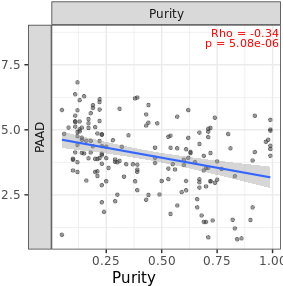 Purity
Rho = -0.34
p = 5.08e-06
7.5
5.0
2.5
PAAD
0.25
0.50
0.75
1.00
Purity